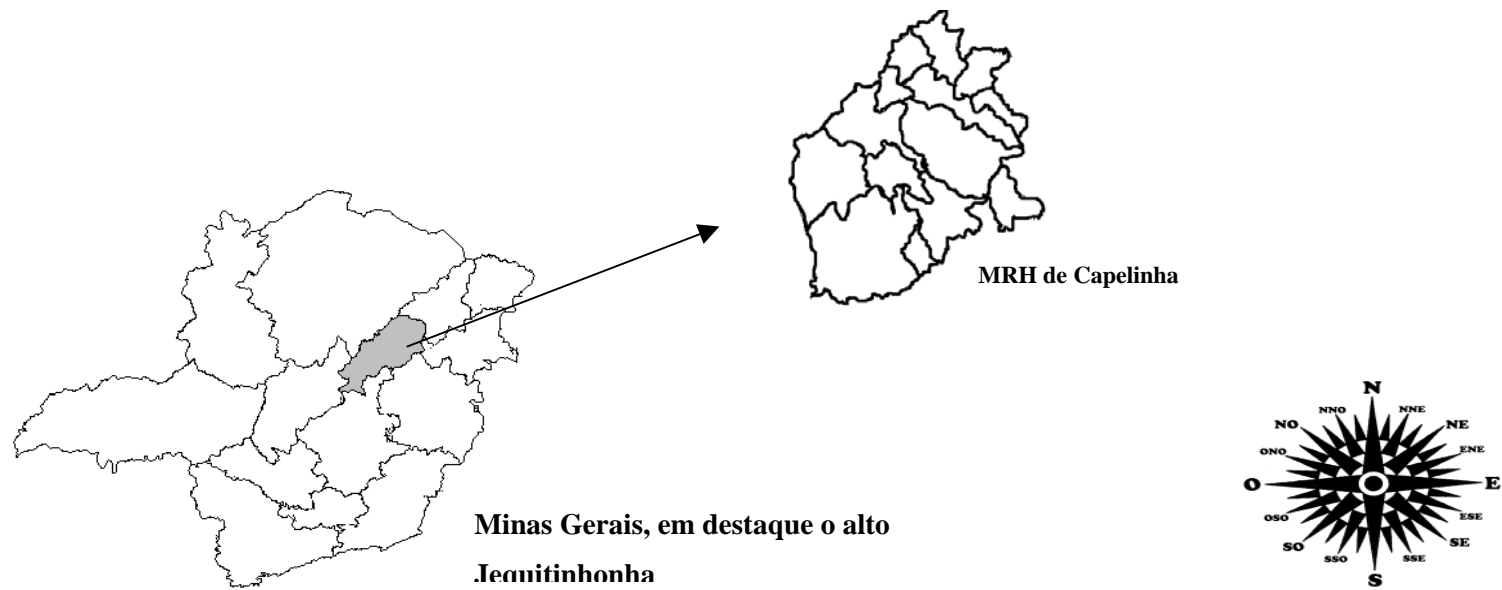 MRH de Capelinha
Minas Gerais, em destaque o alto
Jequitinhonha
N
NNO NNE
NO NE
ONO ENE
O E
OSO ESE
SO SE
SSO SSE
S